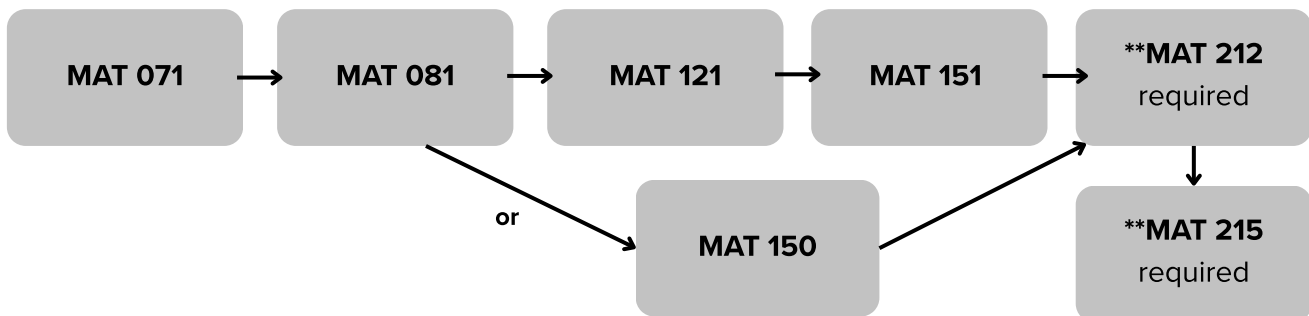 MAT 071
MAT 081
MAT 121
MAT 151
**MAT 212
required
or
MAT 150
**MAT 215
required